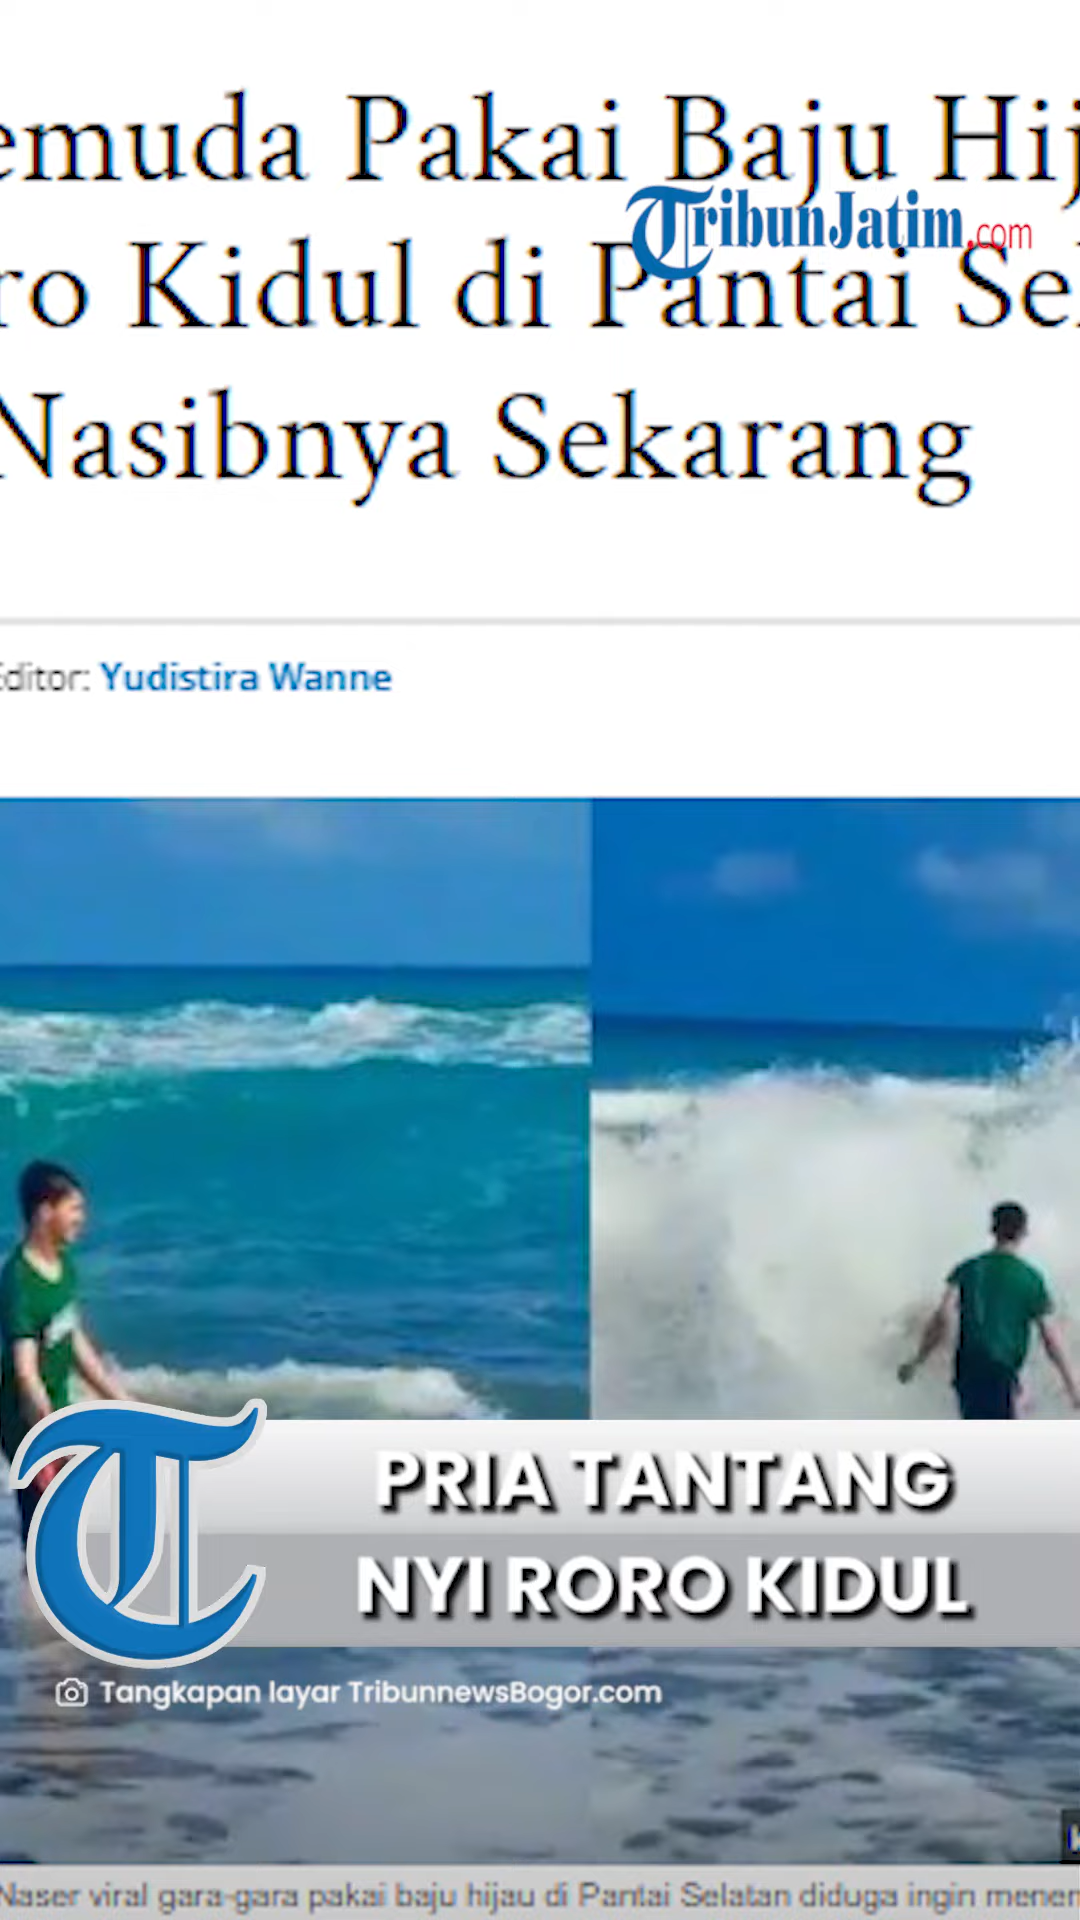 emuda Pakai Baju Hij
TribunJatim.com
ro Kidul di Pantai Se
Nasibnya Sekarang
Editor: Yudistira Wanne
PRIA TANTANG
NYI RORO KIDUL
Tangkapan layar TribunnewsBogor.com
Naser viral gara-gara pakai baju hijau di Pantai Selatan diduga ingin menen